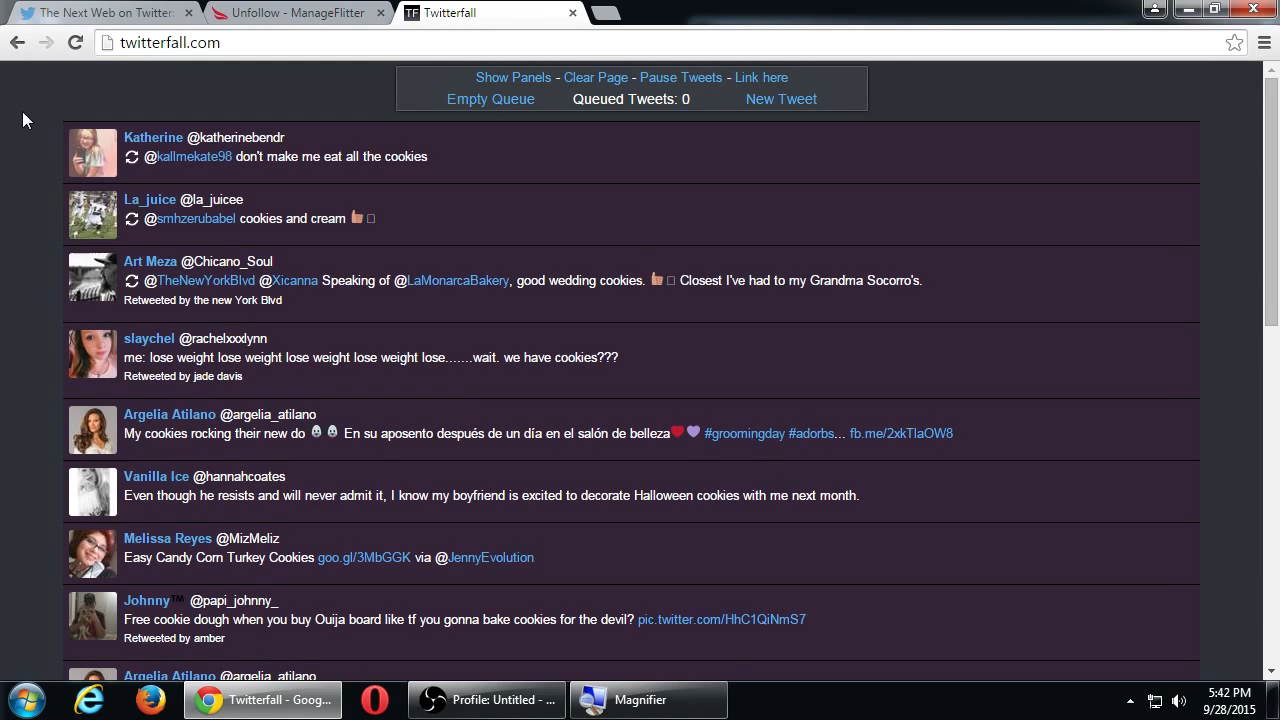 The Next Web on Twitter
Unfollow - ManageFlitter
TF Twitterfall
twitterfall.com
Show Panels - Clear Page - Pause Tweets - Link here
Empty Queue Queued Tweets: 0 New Tweet
Katherine @katherinebendr
@kallmekate98 don't make me eat all the cookies
La_juice @la_juicee
@smhzerubabel cookies and cream
Art Meza @Chicano_Soul
@TheNewYorkBlvd @Xicanna Speaking of @LaMonarcaBakery, good wedding cookies. Closest I've had to my Grandma Socorro's.
Retweeted by the new York Blvd
slaychel @rachelxxxlynn
me: lose weight lose weight lose weight lose weight lose.......wait. we have cookies???
Retweeted by jade davis
Argelia Atilano @argelia_atilano
My cookies rocking their new do En su aposento después de un día en el salón de belleza #groomingday #adorbs... fb.me/2xkTlaOW8
Vanilla Ice @hannahcoates
Even though he resists and will never admit it, I know my boyfriend is excited to decorate Halloween cookies with me next month.
Melissa Reyes @MizMeliz
Easy Candy Corn Turkey Cookies goo.gl/3MbGGK via @JennyEvolution
Johnny™ @papi_johnny_
Free cookie dough when you buy Ouija board like tf you gonna bake cookies for the devil? pic.twitter.com/HhC1QiNmS7
Retweeted by amber
Argelia Atilano @argelia_atilano
Twitterfall - Goog...
Profile: Untitled - ...
Magnifier
5:42 PM
9/28/2015